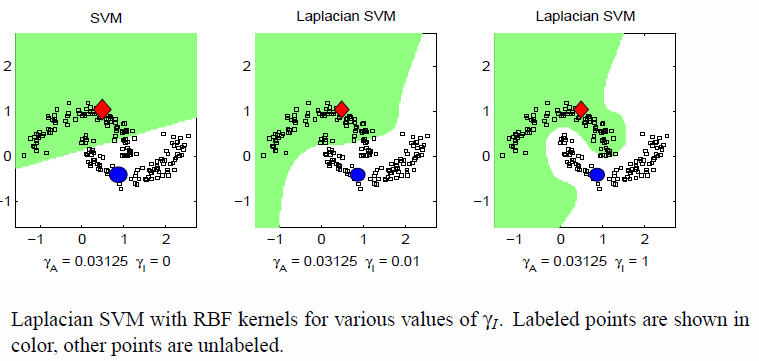 SVM
Laplacian SVM
Laplacian SVM
2
1
0
−1
−1 0 1 2
γA = 0.03125 γI = 0
2
1
0
−1
−1 0 1 2
γA = 0.03125 γI = 0.01
2
1
0
−1
−1 0 1 2
γA = 0.03125 γI = 1
Laplacian SVM with RBF kernels for various values of γI. Labeled points are shown in
color, other points are unlabeled.